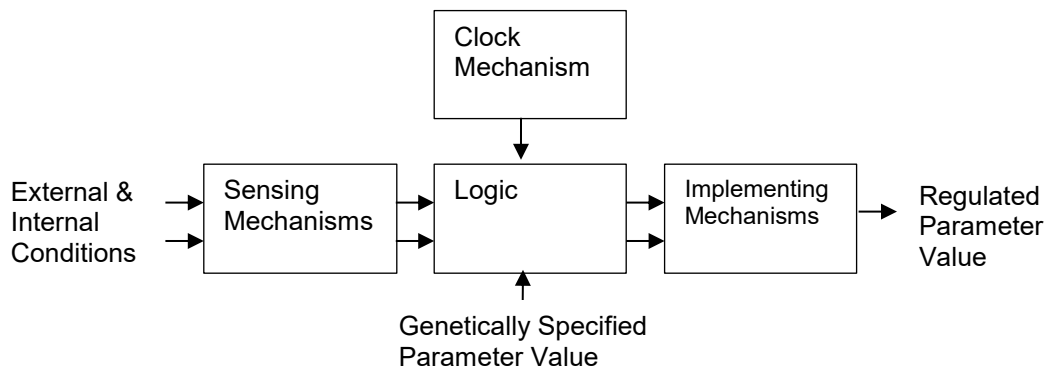 Clock
Mechanism
External &
Internal
Conditions
Sensing
Mechanisms
Logic
Implementing
Mechanisms
Regulated
Parameter
Value
Genetically Specified
Parameter Value